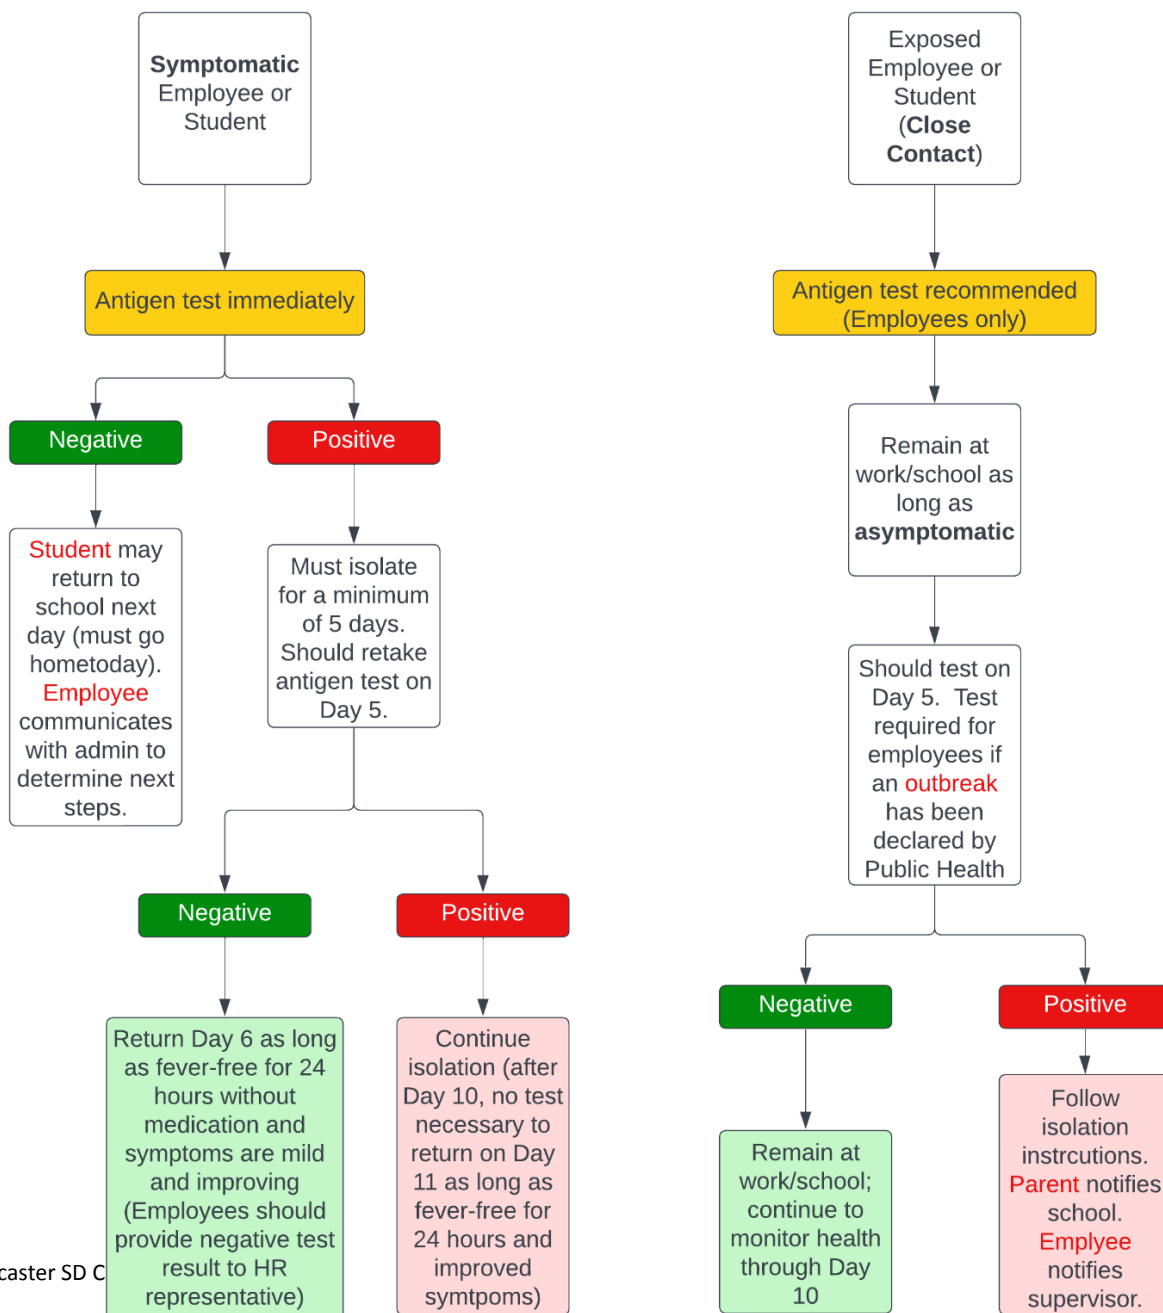 Symptomatic
Employee or
Student
Antigen test immediately
Negative
Positive
Student may
return to
school next
day (must go
hometoday).
Employee
communicates
with admin to
determine next
steps.
Must isolate
for a minimum
of 5 days.
Should retake
antigen test on
Day 5.
Negative
Positive
Return Day 6 as long
as fever-free for 24
hours without
medication and
symptoms are mild
and improving
(Employees should
provide negative test
result to HR
representative)
Continue
isolation (after
Day 10, no test
necessary to
return on Day
11 as long as
fever-free for
24 hours and
improved
symtpoms)
Exposed
Employee or
Student
(Close
Contact)
Antigen test recommended
(Employees only)
Remain at
work/school as
long as
asymptomatic
Should test on
Day 5. Test
required for
employees if
an outbreak
has been
declared by
Public Health
Negative
Positive
Remain at
work/school;
continue to
monitor health
through Day
10
Follow
isolation
instrcutions.
Parent notifies
school.
Emplyee
notifies
supervisor.
caster SD C